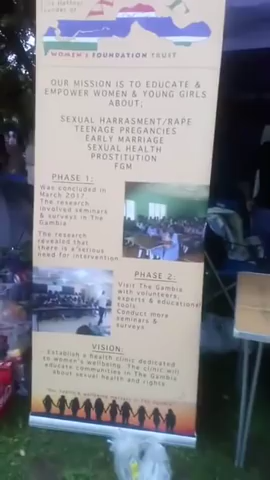 WOMEN'S FOUNDATION TRUST
OUR MISSION IS TO EDUCATE &
EMPOWER WOMEN & YOUNG GIRLS
ABOUT;
SEXUAL HARRASMENT/RAPE
TEENAGE PREGANCIES
EARLY MARRIAGE
SEXUAL HEALTH
PROSTITUTION
FGM
PHASE 1:
Was concluded in
March 2017
The research
involved seminars
& surveys in The
Gambia
The research
revealed that
there is a serious
need for intervention
PHASE 2:
Visit The Gambia
with volunteers,
experts & educational
tools.
Conduct more
seminars &
surveys
VISION:
Establish a health clinic dedicated
to women's wellbeing. The clinic will
educate communities in The Gambia
about sexual health and rights